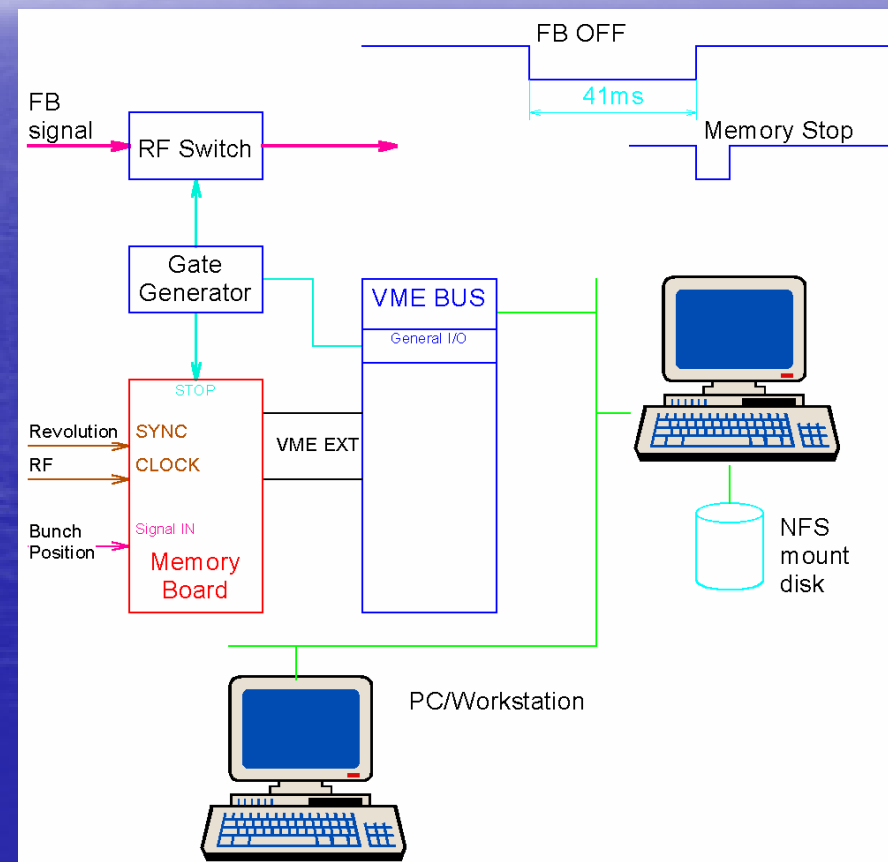 FB OFF
41ms
Memory Stop
FB
signal
RF Switch
Gate
Generator
VME BUS
General I/O
STOP
Revolution
SYNC
RF
CLOCK
VME EXT
Bunch
Position
Signal IN
Memory
Board
NFS
mount
disk
PC/Workstation